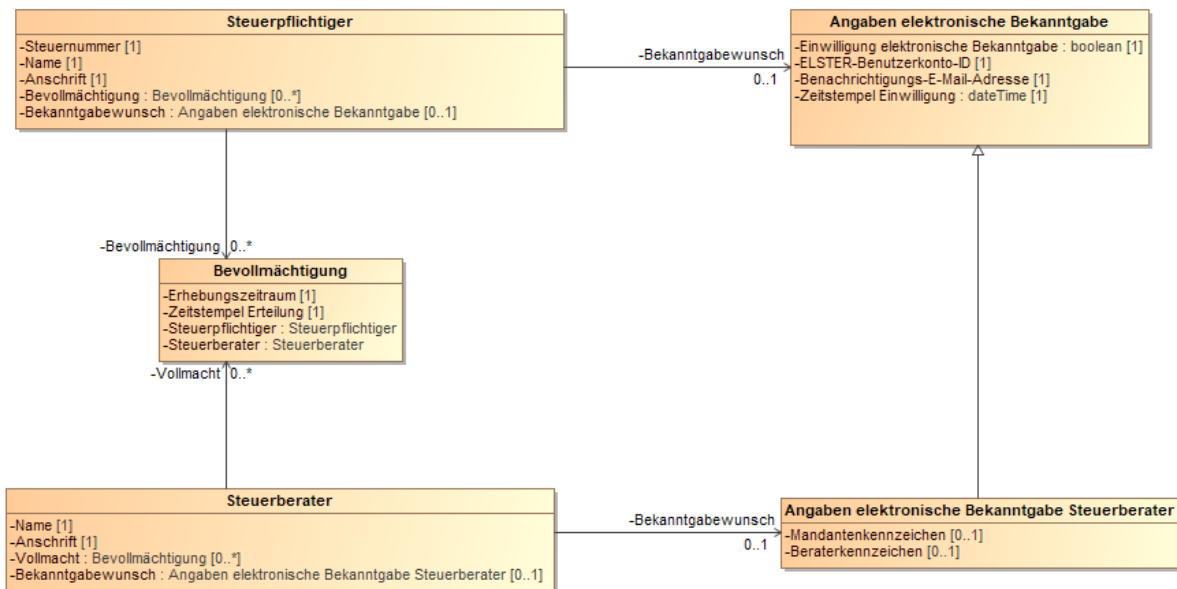 Steuerpflichtiger
-Steuernummer [1]
-Name [1]
-Anschrift [1]
-Bevollmächtigung : Bevollmächtigung [0..*]
-Bekanntgabewunsch : Angaben elektronische Bekanntgabe [0..1]
-Bekanntgabewunsch
0..1
Angaben elektronische Bekanntgabe
-Einwilligung elektronische Bekanntgabe : boolean [1]
-ELSTER-Benutzerkonto-ID [1]
-Benachrichtigungs-E-Mail-Adresse [1]
-Zeitstempel Einwilligung : dateTime [1]
-Bevollmächtigung 0..*
Bevollmächtigung
-Erhebungszeitraum [1]
-Zeitstempel Erteilung [1]
-Steuerpflichtiger : Steuerpflichtiger
-Steuerberater : Steuerberater
-Vollmacht 0..*
Steuerberater
-Name [1]
-Anschrift [1]
-Vollmacht : Bevollmächtigung [0..*]
-Bekanntgabewunsch : Angaben elektronische Bekanntgabe Steuerberater [0..1]
-Bekanntgabewunsch
0..1
Angaben elektronische Bekanntgabe Steuerberater
-Mandantenkennzeichen [0..1]
-Beraterkennzeichen [0..1]